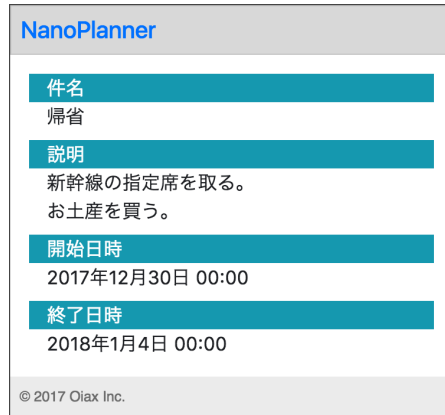 NanoPlanner
件名
帰省
説明
新幹線の指定席を取る。
お土産を買う。
開始日時
2017年12月30日 00:00
終了日時
2018年1月4日 00:00
© 2017 Oiax Inc.